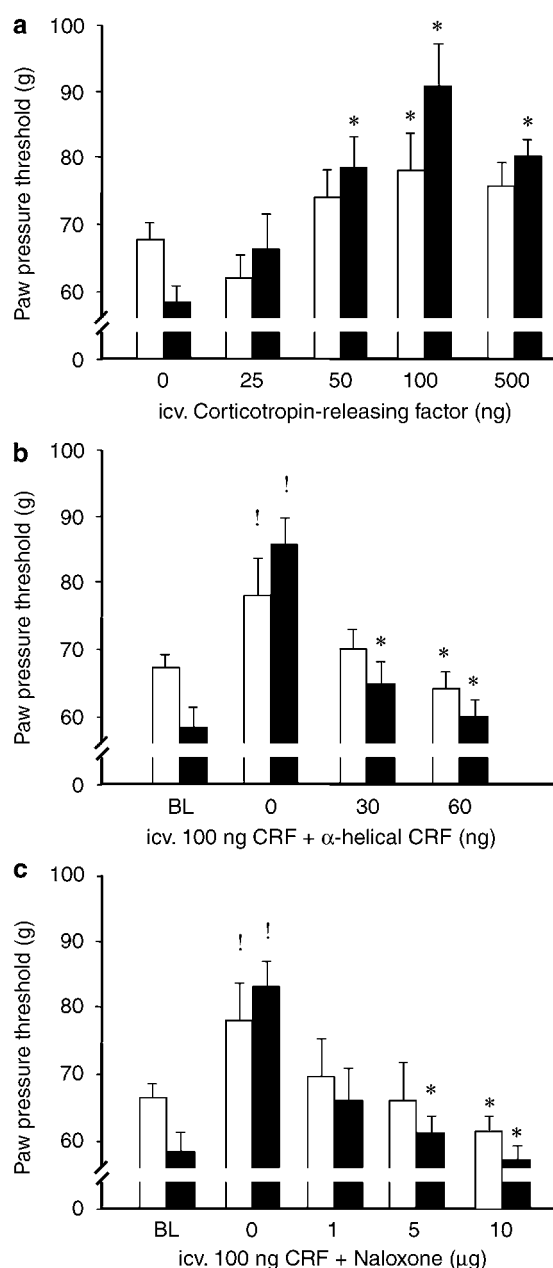 a
Paw pressure threshold (g)
100
90
80
70
60
0
* * * *
0 25 50 100 500
icv. Corticotropin-releasing factor (ng)
b
Paw pressure threshold (g)
100
90
80
70
60
0
! ! * * *
BL 0 30 60
icv. 100 ng CRF + α-helical CRF (ng)
c
Paw pressure threshold (g)
100
90
80
70
60
0
! ! * * *
BL 0 1 5 10
icv. 100 ng CRF + Naloxone (μg)